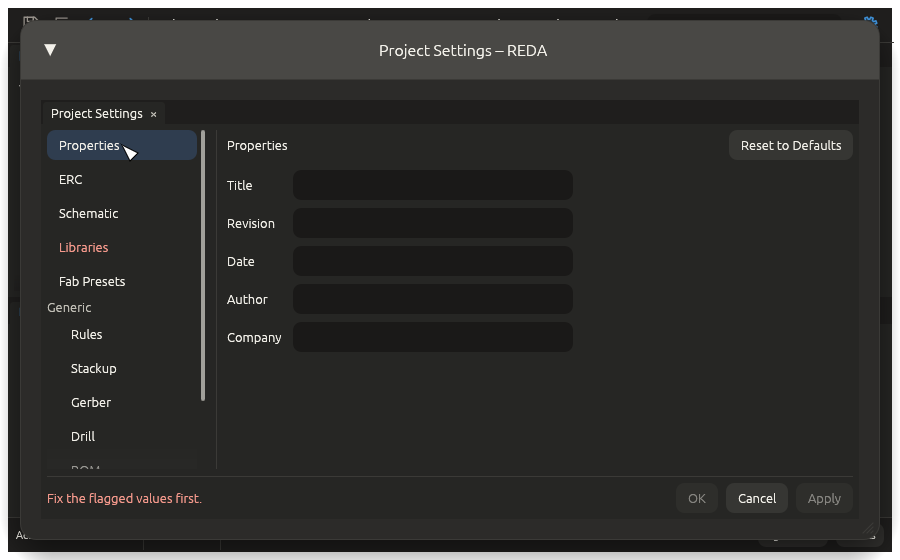 Project Settings – REDA
Project Settings ×
Properties
ERC
Schematic
Libraries
Fab Presets
Generic
Rules
Stackup
Gerber
Drill
Properties
Reset to Defaults
Title
Revision
Date
Author
Company
Fix the flagged values first.
OK
Cancel
Apply